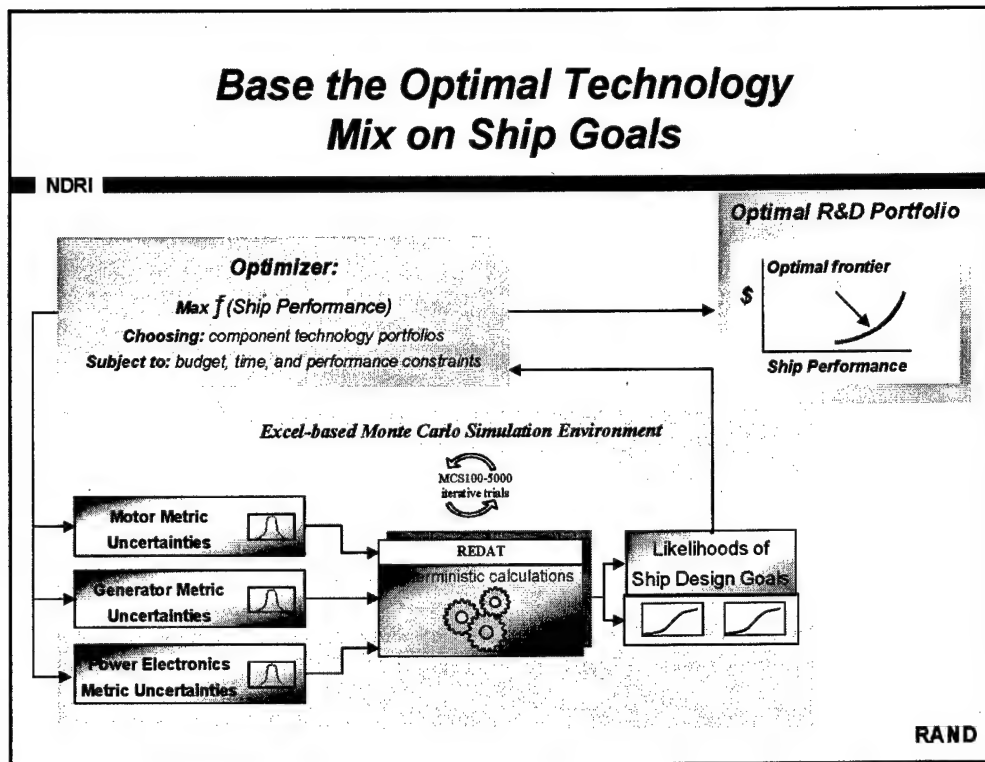 Base the Optimal Technology
Mix on Ship Goals
NDRI
Optimal R&D Portfolio
Optimal frontier
$
Ship Performance
Optimizer:
Max f (Ship Performance)
Choosing: component technology portfolios
Subject to: budget, time, and performance constraints
Excel-based Monte Carlo Simulation Environment
MCS100-5000
iterative trials
Motor Metric
Uncertainties
Generator Metric
Uncertainties
Power Electronics
Metric Uncertainties
REDAT
terministic calculations
Likelihoods of
Ship Design Goals
RAND